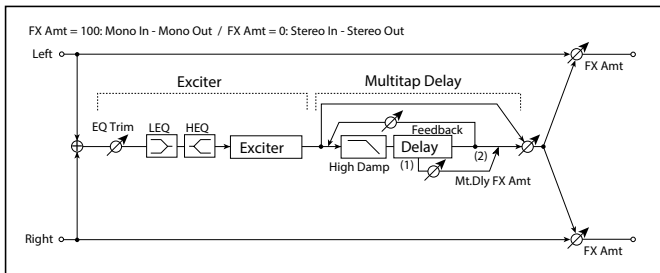 FX Amt = 100: Mono In - Mono Out / FX Amt = 0: Stereo In - Stereo Out
Left
FX Amt
Exciter
Multitap Delay
EQ Trim
LEQ
HEQ
Feedback
Exciter
Delay
High Damp
(1)
(2)
Mt.Dly FX Amt
Right
FX Amt